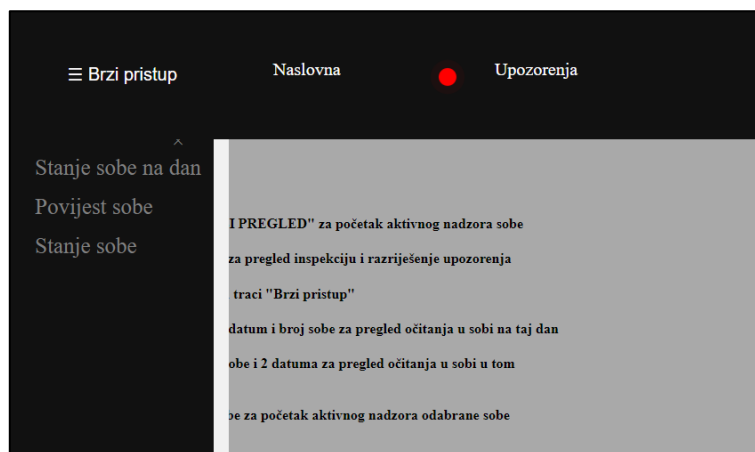 ☰ Brzi pristup
Naslovna
Upozorenja
Stanje sobe na dan
Povijest sobe
Stanje sobe
I PREGLED" za početak aktivnog nadzora sobe
za pregled inspekciju i razriješenje upozorenja
traci "Brzi pristup"
datum i broj sobe za pregled očitanja u sobi na taj dan
obe i 2 datuma za pregled očitanja u sobi u tom
be za početak aktivnog nadzora odabrane sobe